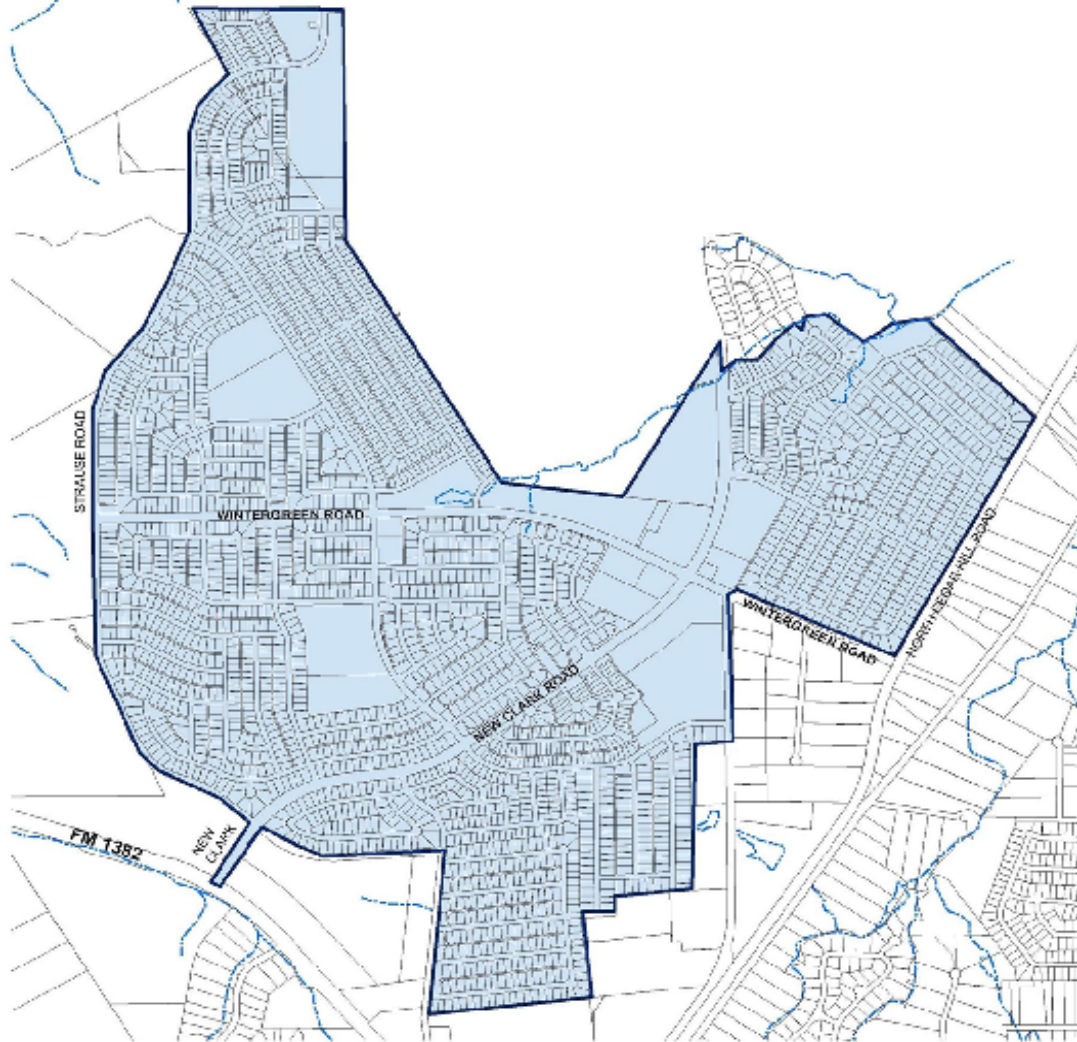 STRAUSE ROAD
WINTERGREEN ROAD
NORTH CEDAR HILL ROAD
WINTERGREEN ROAD
NEW CLARK ROAD
NEW
CLARK
FM 1382